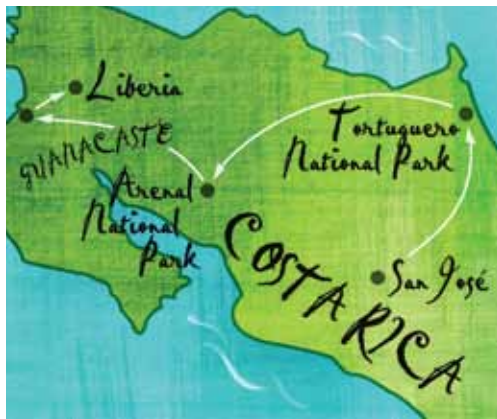 Liberia
GUANACASTE
Tortuguero
National Park
Arenal
National
Park
San José
COSTA RICA